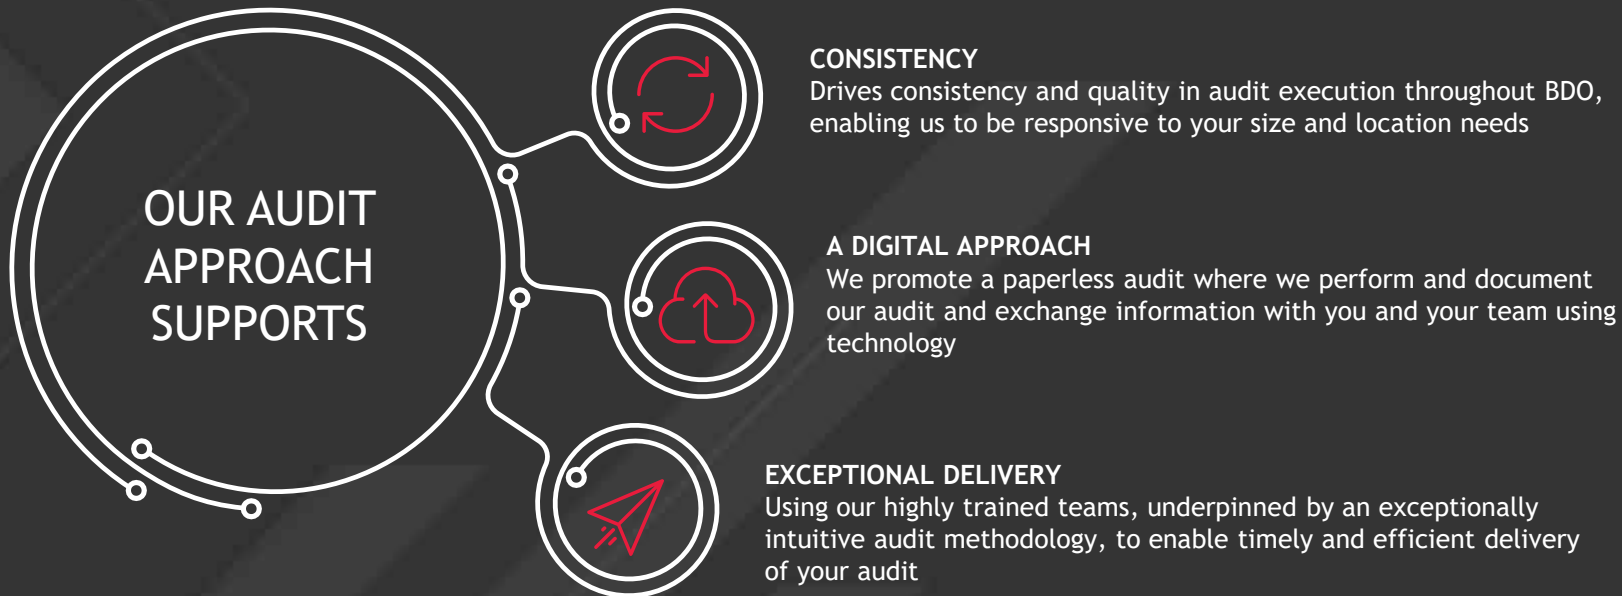 OUR AUDIT
APPROACH
SUPPORTS
CONSISTENCY
Drives consistency and quality in audit execution throughout BDO,
enabling us to be responsive to your size and location needs
A DIGITAL APPROACH
We promote a paperless audit where we perform and document
our audit and exchange information with you and your team using
technology
EXCEPTIONAL DELIVERY
Using our highly trained teams, underpinned by an exceptionally
intuitive audit methodology, to enable timely and efficient delivery
of your audit